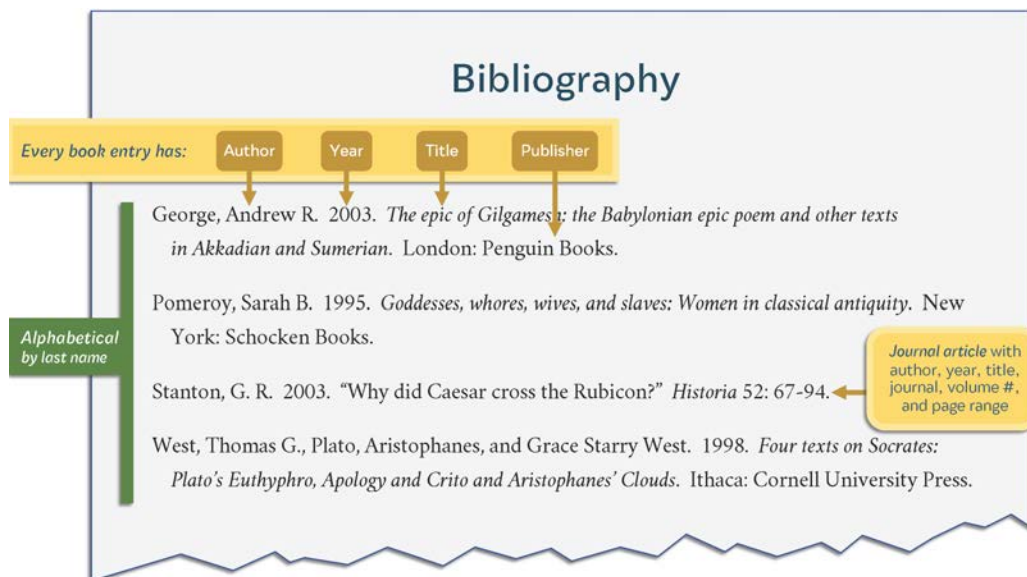 Bibliography
Every book entry has: Author Year Title Publisher
George, Andrew R. 2003. The epic of Gilgamesh: the Babylonian epic poem and other texts
in Akkadian and Sumerian. London: Penguin Books.
Pomeroy, Sarah B. 1995. Goddesses, whores, wives, and slaves: Women in classical antiquity. New
York: Schocken Books.
Alphabetical
by last name
Stanton, G. R. 2003. “Why did Caesar cross the Rubicon?” Historia 52: 67-94.
Journal article with
author, year, title,
journal, volume #,
and page range
West, Thomas G., Plato, Aristophanes, and Grace Starry West. 1998. Four texts on Socrates:
Plato’s Euthyphro, Apology and Crito and Aristophanes’ Clouds. Ithaca: Cornell University Press.